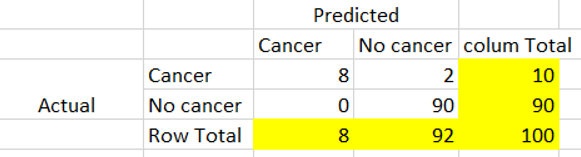 Predicted
Cancer No cancer colum Total
Cancer 8 2 10
Actual No cancer 0 90 90
Row Total 8 92 100